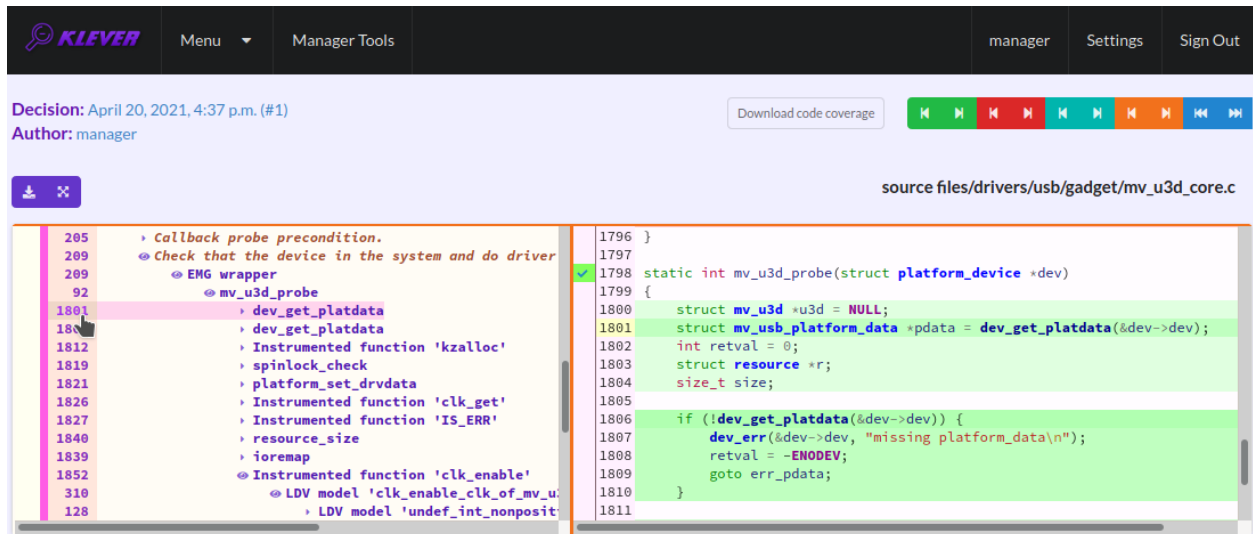 KLEVER
Menu
Manager Tools
manager
Settings
Sign Out
Decision: April 20, 2021, 4:37 p.m. (#1)
Author: manager
Download code coverage
source files/drivers/usb/gadget/mv_u3d_core.c
205 Callback probe precondition.
209 Check that the device in the system and do driver
209 EMG wrapper
92 mv_u3d_probe
1801 dev_get_platdata
dev_get_platdata
1812 Instrumented function 'kzalloc'
1819 spinlock_check
1821 platform_set_drvdata
1826 Instrumented function 'clk_get'
1827 Instrumented function 'IS_ERR'
1840 resource_size
1839 ioremap
1852 Instrumented function 'clk_enable'
310 LDV model 'clk_enable_clk_of_mv_u
128 LDV model 'undef_int_nonposit
1796 }
1797
1798 static int mv_u3d_probe(struct platform_device *dev)
1799 {
1800 struct mv_u3d *u3d = NULL;
1801 struct mv_usb_platform_data *pdata = dev_get_platdata(&dev->dev);
1802 int retval = 0;
1803 struct resource *r;
1804 size_t size;
1805
1806 if (!dev_get_platdata(&dev->dev)) {
1807 dev_err(&dev->dev, "missing platform_data\n");
1808 retval = -ENODEV;
1809 goto err_pdata;
1810 }
1811